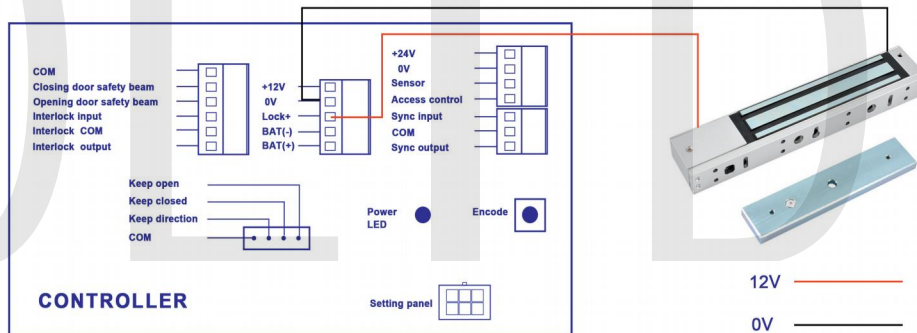 COM
Closing door safety beam
Opening door safety beam
Interlock input
Interlock COM
Interlock output
+12V
0V
Lock+
BAT(-)
BAT(+)
+24V
0V
Sensor
Access control
Sync input
COM
Sync output
Keep open
Keep closed
Keep direction
COM
Power
LED
Encode
CONTROLLER
Setting panel
12V
0V